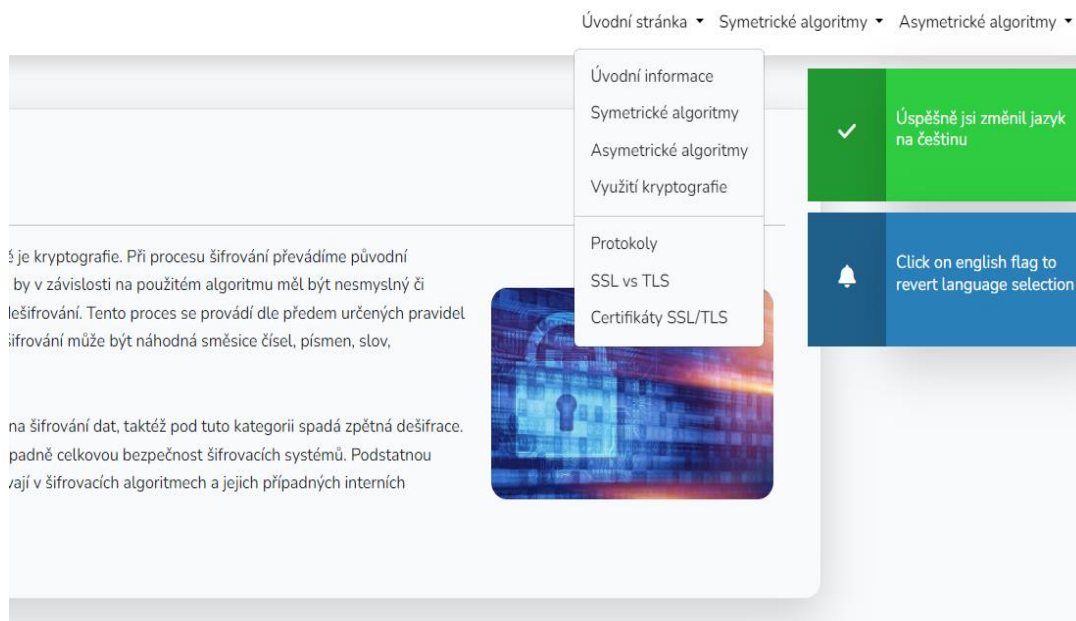 Úvodní stránka Symetrické algoritmy Asymetrické algoritmy
Úvodní informace
Symetrické algoritmy
Asymetrické algoritmy
Využití kryptografie
Protokoly
SSL vs TLS
Certifikáty SSL/TLS
Úspěšně jsi změnil jazyk
na češtinu
Click on english flag to
revert language selection
je kryptografie. Při procesu šifrování převádíme původní
by v závislosti na použitém algoritmu měl být nesmyslný či
dešifrování. Tento proces se provádí dle předem určených pravidel
šifrování může být náhodná směsice čísel, písmen, slov,
na šifrování dat, taktéž pod tuto kategorii spadá zpětná dešifrace.
padně celkovou bezpečnost šifrovacích systémů. Podstatnou
vají v šifrovacích algoritmech a jejich případných interních